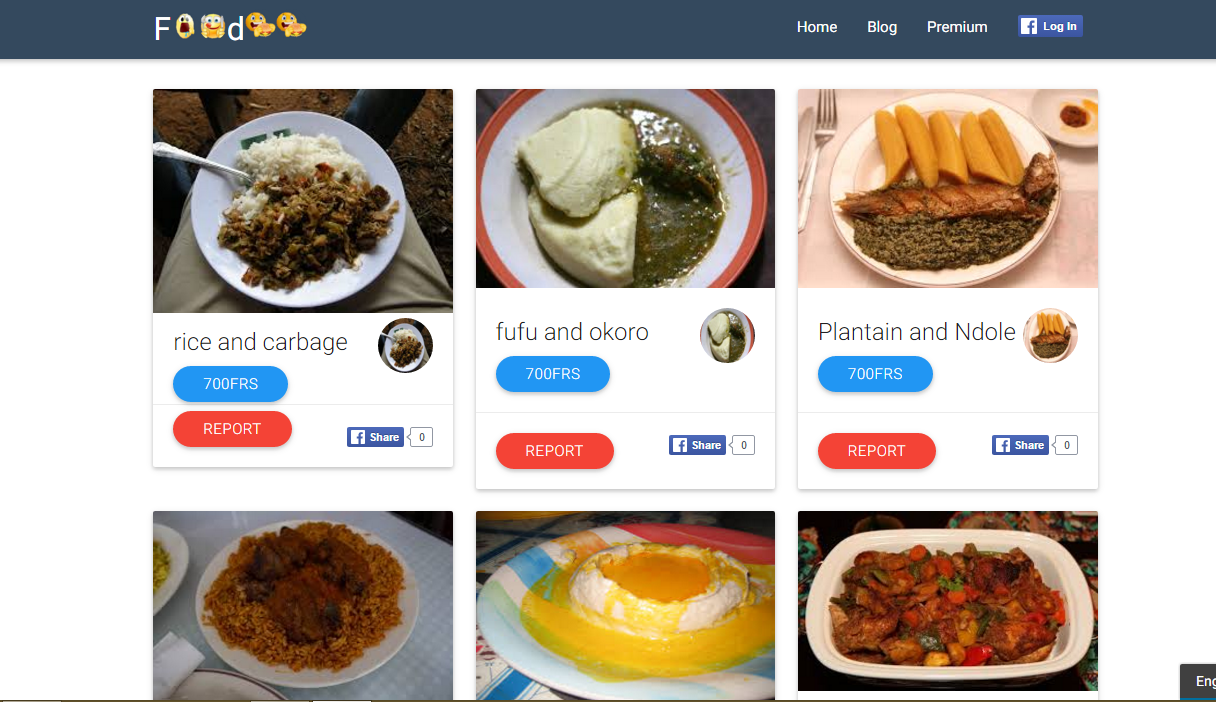 F d
Home Blog Premium Log In
rice and carbage
700FRS
REPORT
Share 0
fufu and okoro
700FRS
REPORT
Share 0
Plantain and Ndole
700FRS
REPORT
Share 0
Eng